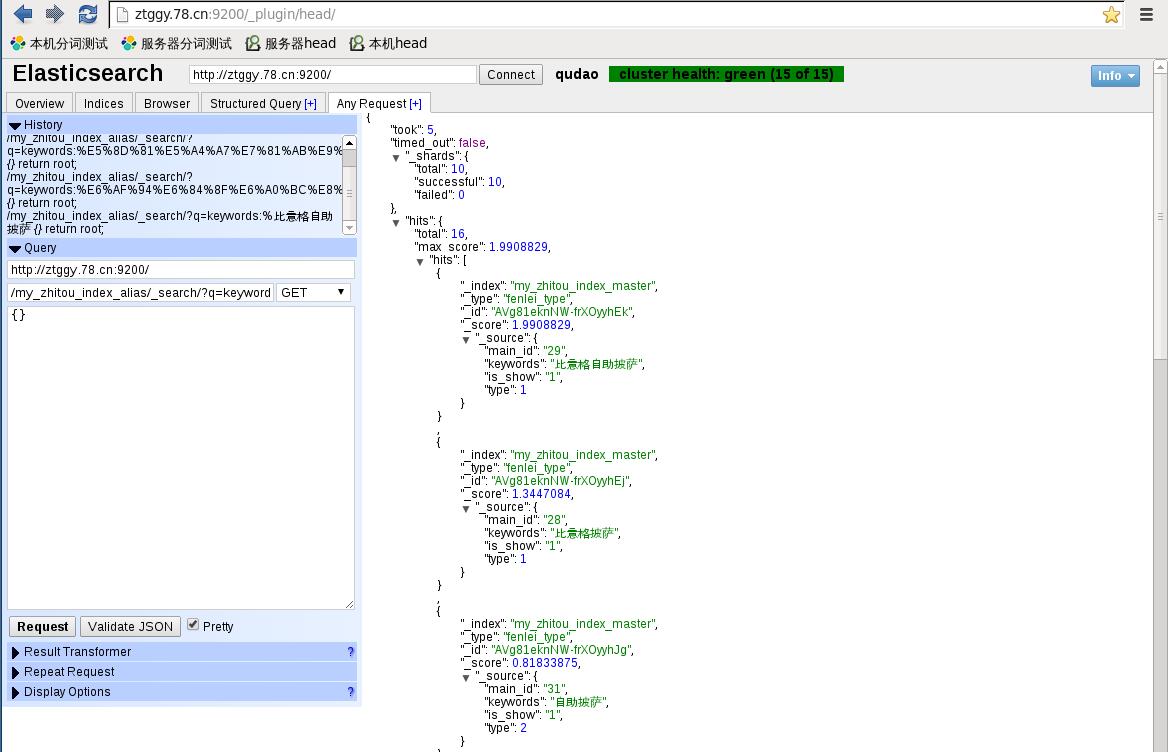 ztggy.78.cn:9200/_plugin/head/
本机分词测试 服务器分词测试 服务器head 本机head
Elasticsearch http://ztggy.78.cn:9200/ Connect qudao cluster health: green (15 of 15) Info
Overview Indices Browser Structured Query [+] Any Request [+]
History
/my_zhitou_index_alias/_search/?
q=keywords:%E5%8D%81%E5%A4%A7%E7%81%AB%E9%
{} return root;
/my_zhitou_index_alias/_search/?
q=keywords:%E6%AF%94%E6%84%8F%E6%A0%BC%E8%
{} return root;
/my_zhitou_index_alias/_search/?q=keywords:%比意格自助
披萨 {} return root;
Query
http://ztggy.78.cn:9200/
/my_zhitou_index_alias/_search/?q=keyword GET
{}
Request Validate JSON Pretty
Result Transformer ?
Repeat Request
Display Options ?
{
"took": 5,
"timed_out": false,
"_shards": {
"total": 10,
"successful": 10,
"failed": 0
},
"hits": {
"total": 16,
"max_score": 1.9908829,
"hits": [
{
"_index": "my_zhitou_index_master",
"_type": "fenlei_type",
"_id": "AVg81eknNW-frXOyyhEk",
"_score": 1.9908829,
"_source": {
"main_id": "29",
"keywords": "比意格自助披萨",
"is_show": "1",
"type": 1
}
}
,
{
"_index": "my_zhitou_index_master",
"_type": "fenlei_type",
"_id": "AVg81eknNW-frXOyyhEj",
"_score": 1.3447084,
"_source": {
"main_id": "28",
"keywords": "比意格披萨",
"is_show": "1",
"type": 1
}
}
,
{
"_index": "my_zhitou_index_master",
"_type": "fenlei_type",
"_id": "AVg81eknNW-frXOyyhJg",
"_score": 0.81833875,
"_source": {
"main_id": "31",
"keywords": "自助披萨",
"is_show": "1",
"type": 2
}